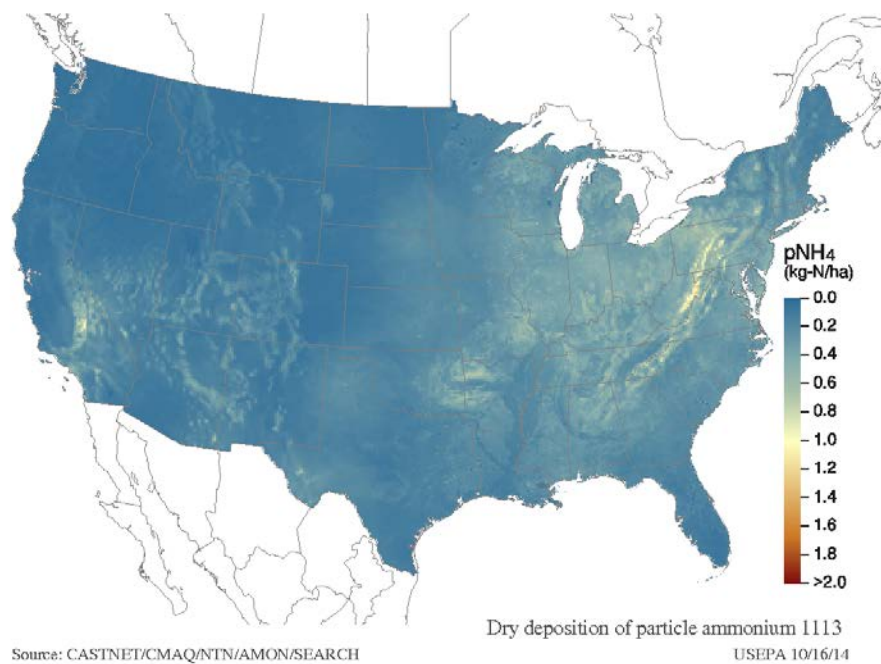 pNH4
(kg-N/ha)
0.0
0.2
0.4
0.6
0.8
1.0
1.2
1.4
1.6
1.8
>2.0
Dry deposition of particle ammonium 1113
Source: CASTNET/CMAQ/NTN/AMON/SEARCH
USEPA 10/16/14